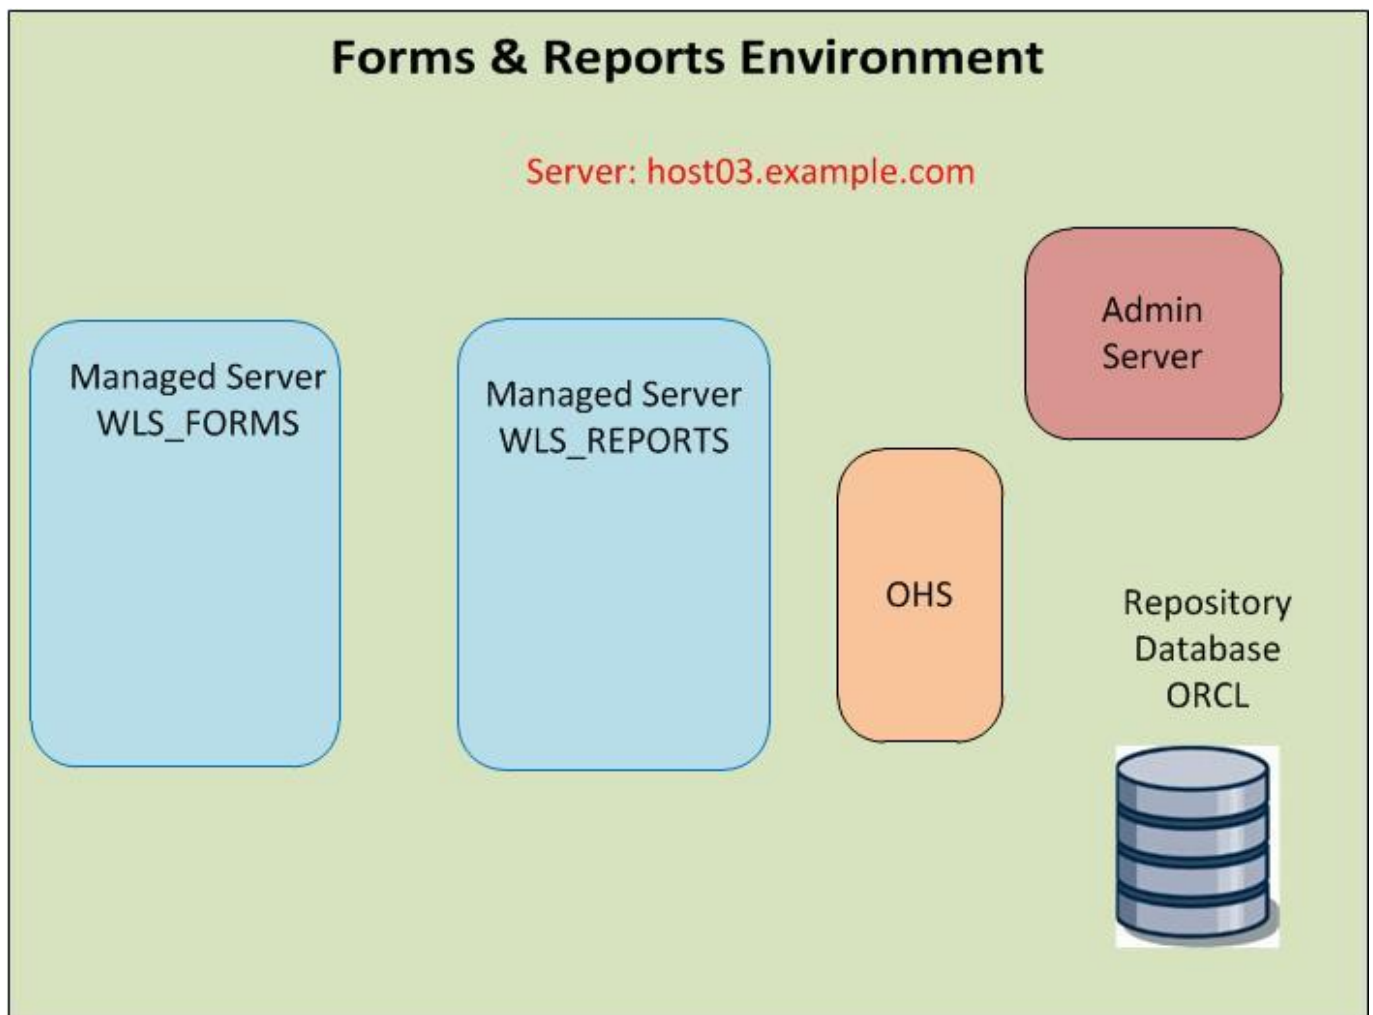 Forms & Reports Environment
Server: host03.example.com
Admin
Server
Managed Server
WLS_FORMS
Managed Server
WLS_REPORTS
OHS
Repository
Database
ORCL